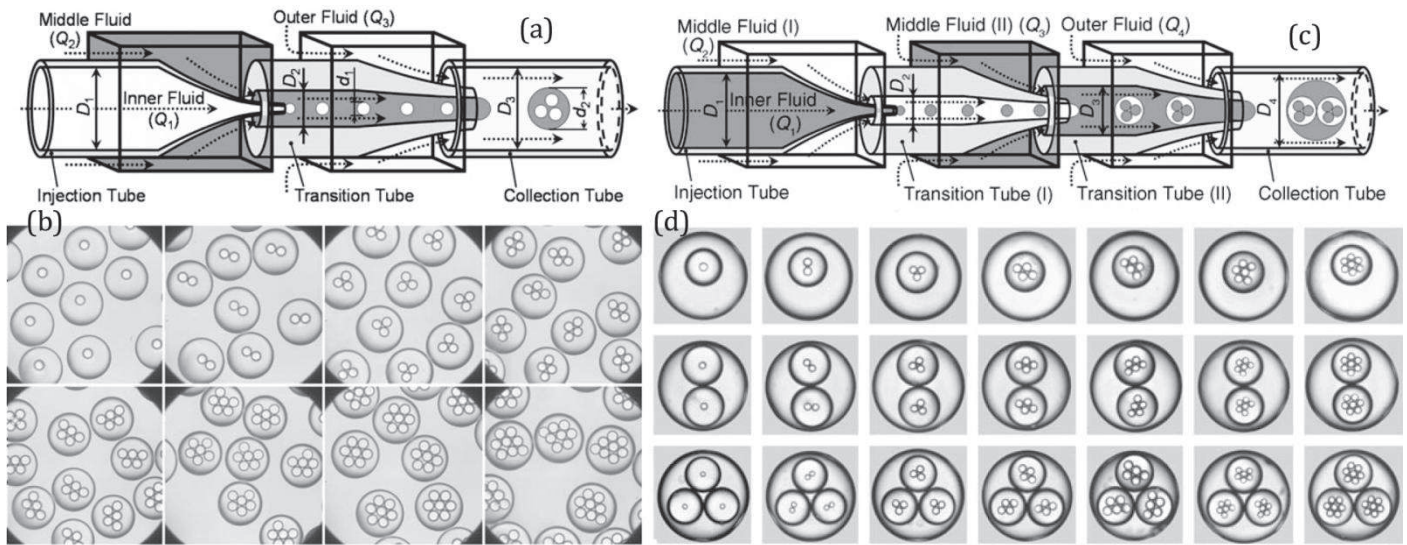 Middle Fluid
(Q2)
Outer Fluid (Q3)
(a)
D1
Inner Fluid
(Q1)
D2
d1
D3
d2
Injection Tube
Transition Tube
Collection Tube
(b)
Middle Fluid (I)
(Q2)
Middle Fluid (II) (Q3)
Outer Fluid (Q4)
(c)
D1
Inner Fluid
(Q1)
D2
D3
D4
Injection Tube
Transition Tube (I)
Transition Tube (II)
Collection Tube
(d)